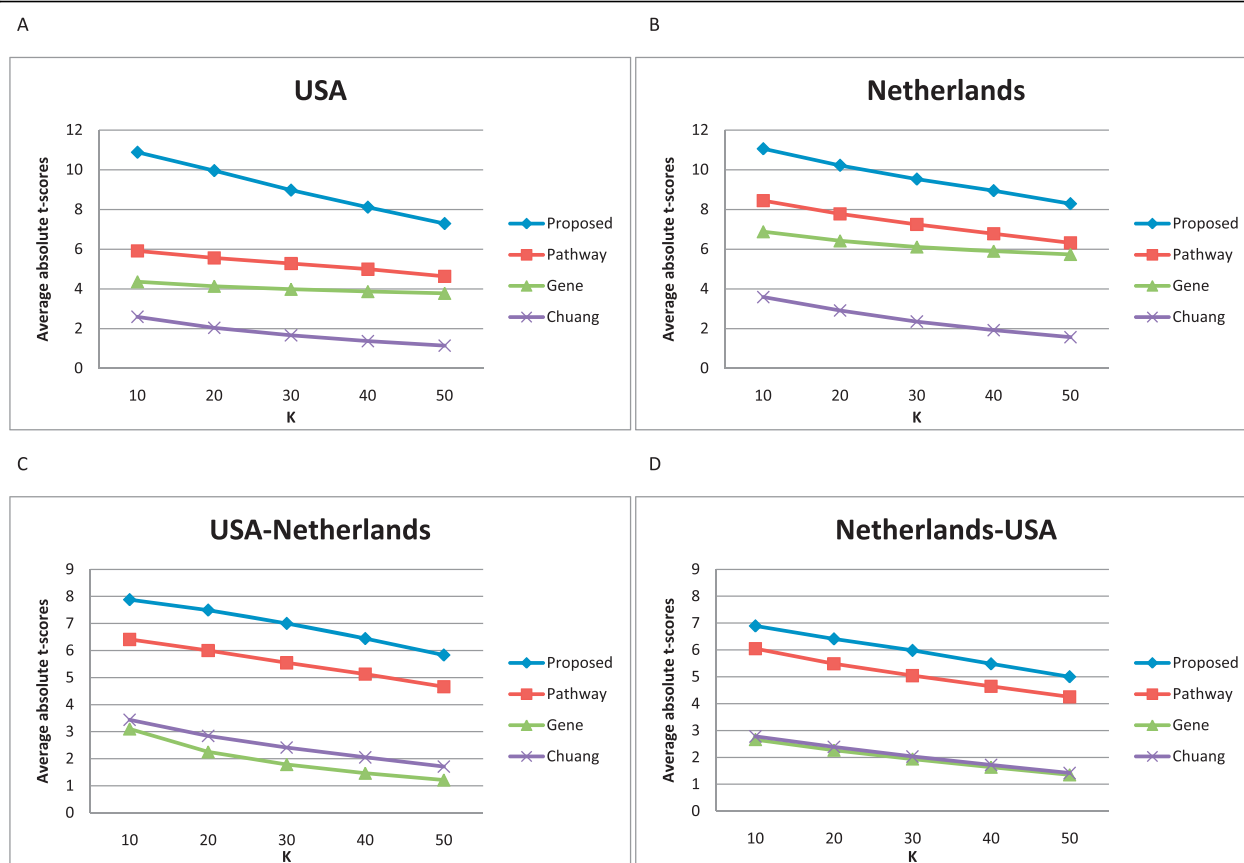 A
USA
Average absolute t-scores
12
10
8
6
4
2
0
10 20 30 40 50
K
Proposed
Pathway
Gene
Chuang
B
Netherlands
Average absolute t-scores
12
10
8
6
4
2
0
10 20 30 40 50
K
Proposed
Pathway
Gene
Chuang
C
USA-Netherlands
Average absolute t-scores
9
8
7
6
5
4
3
2
1
0
10 20 30 40 50
K
Proposed
Pathway
Gene
Chuang
D
Netherlands-USA
Average absolute t-scores
9
8
7
6
5
4
3
2
1
0
10 20 30 40 50
K
Proposed
Pathway
Gene
Chuang